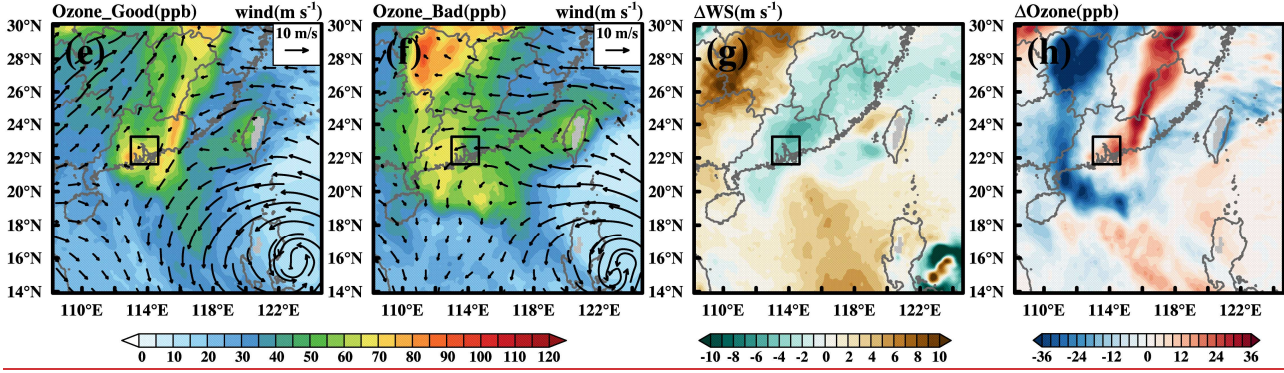 Ozone_Good(ppb) wind(m s⁻¹) Ozone_Bad(ppb) wind(m s⁻¹) ΔWS(m s⁻¹) ΔOzone(ppb)
30°N (e) 10 m/s 30°N (f) 10 m/s 30°N (g) 30°N (h)
28°N 28°N 28°N 28°N
26°N 26°N 26°N 26°N
24°N 24°N 24°N 24°N
22°N 22°N 22°N 22°N
20°N 20°N 20°N 20°N
18°N 18°N 18°N 18°N
16°N 16°N 16°N 16°N
14°N 14°N 14°N 14°N
110°E 114°E 118°E 122°E 110°E 114°E 118°E 122°E 110°E 114°E 118°E 122°E 110°E 114°E 118°E 122°E
0 10 20 30 40 50 60 70 80 90 100 110 120 -10 -8 -6 -4 -2 0 2 4 6 8 10 -36 -24 -12 0 12 24 36